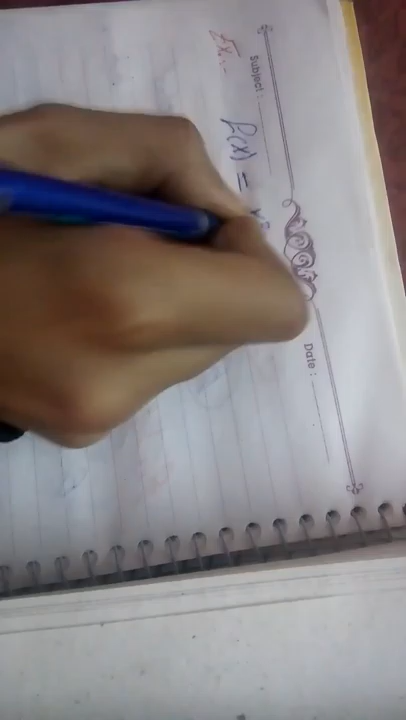 Subject : Date :
Ex:-
f(x) =